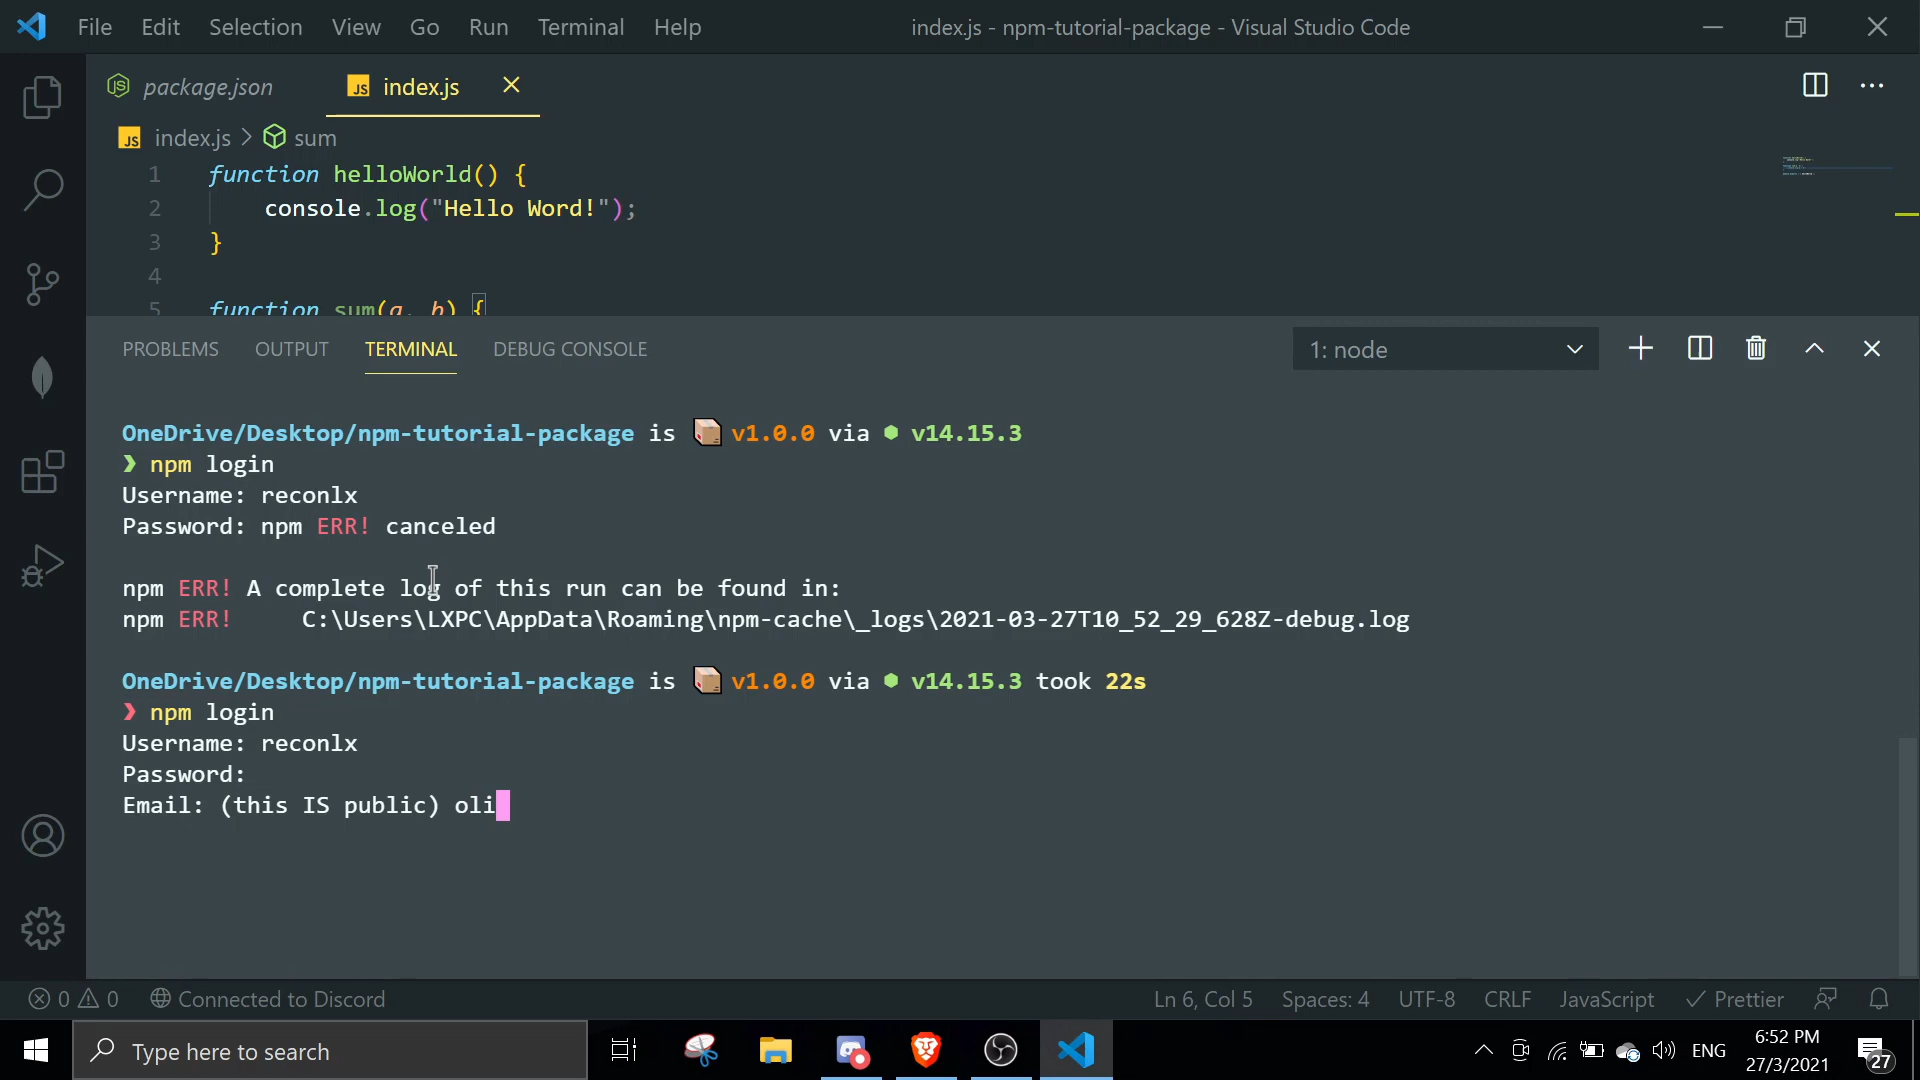 File Edit Selection View Go Run Terminal Help index.js - npm-tutorial-package - Visual Studio Code
package.json index.js
index.js > sum
1 function helloWorld() {
2 console.log("Hello Word!");
3 }
4
5 function sum(a, b) {
PROBLEMS OUTPUT TERMINAL DEBUG CONSOLE 1: node
OneDrive/Desktop/npm-tutorial-package is v1.0.0 via v14.15.3
❯ npm login
Username: reconlx
Password: npm ERR! canceled
npm ERR! A complete log of this run can be found in:
npm ERR! C:\Users\LXPC\AppData\Roaming\npm-cache\_logs\2021-03-27T10_52_29_628Z-debug.log
OneDrive/Desktop/npm-tutorial-package is v1.0.0 via v14.15.3 took 22s
❯ npm login
Username: reconlx
Password:
Email: (this IS public) oli
0 0 Connected to Discord Ln 6, Col 5 Spaces: 4 UTF-8 CRLF JavaScript Prettier
Type here to search ENG 6:52 PM
27/3/2021 27